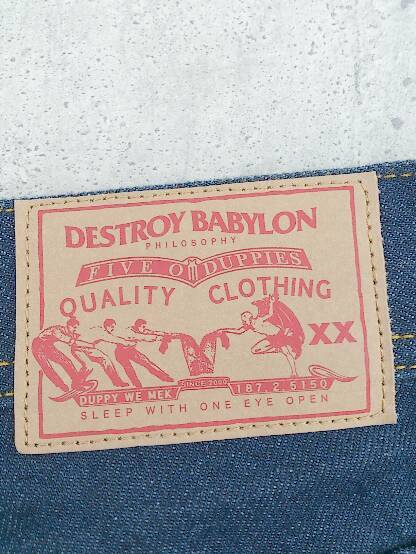 DESTROY BABYLON
PHILOSOPHY
FIVE O DUPPIES
QUALITY CLOTHING
XX
DUPPY WE MEK SINCE 2000 187.2.5150
SLEEP WITH ONE EYE OPEN